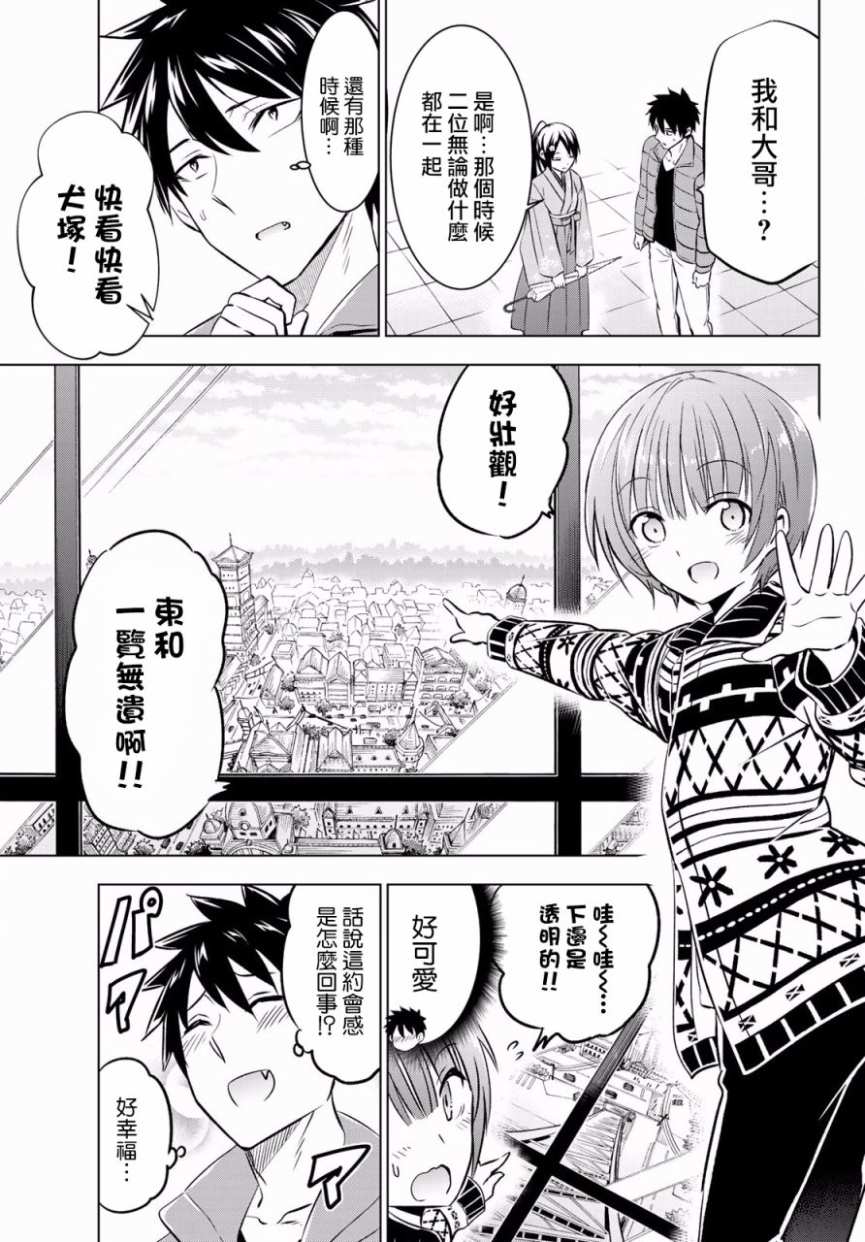 我和大哥⋯?
是啊⋯那個時候
二位無論做什麼
都在一起
還有那種
時候啊⋯
快看快看
犬塚!
好壯觀!
東和
一覽無遺啊!!
哇~哇~⋯
下邊是
透明的!!
好可愛
話說這約會感
是怎麼回事!?
パァァ
好幸福⋯